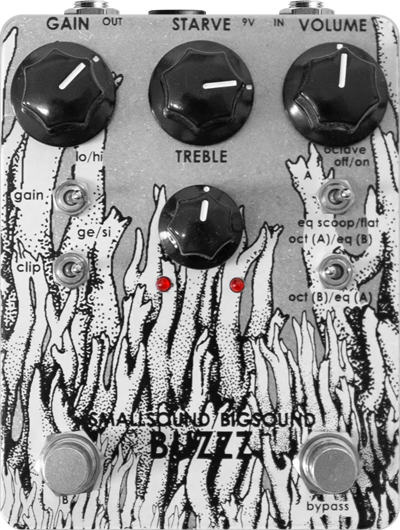 GAIN OUT STARVE 9V IN VOLUME
lo/hi
TREBLE
octave
off/on
A
gain
ge/si
eq scoop/flat
oct (A)/eq (B)
clip
oct (B)/eq (A)
SMALLSOUND/BIGSOUND
BUZZZ
B
bypass